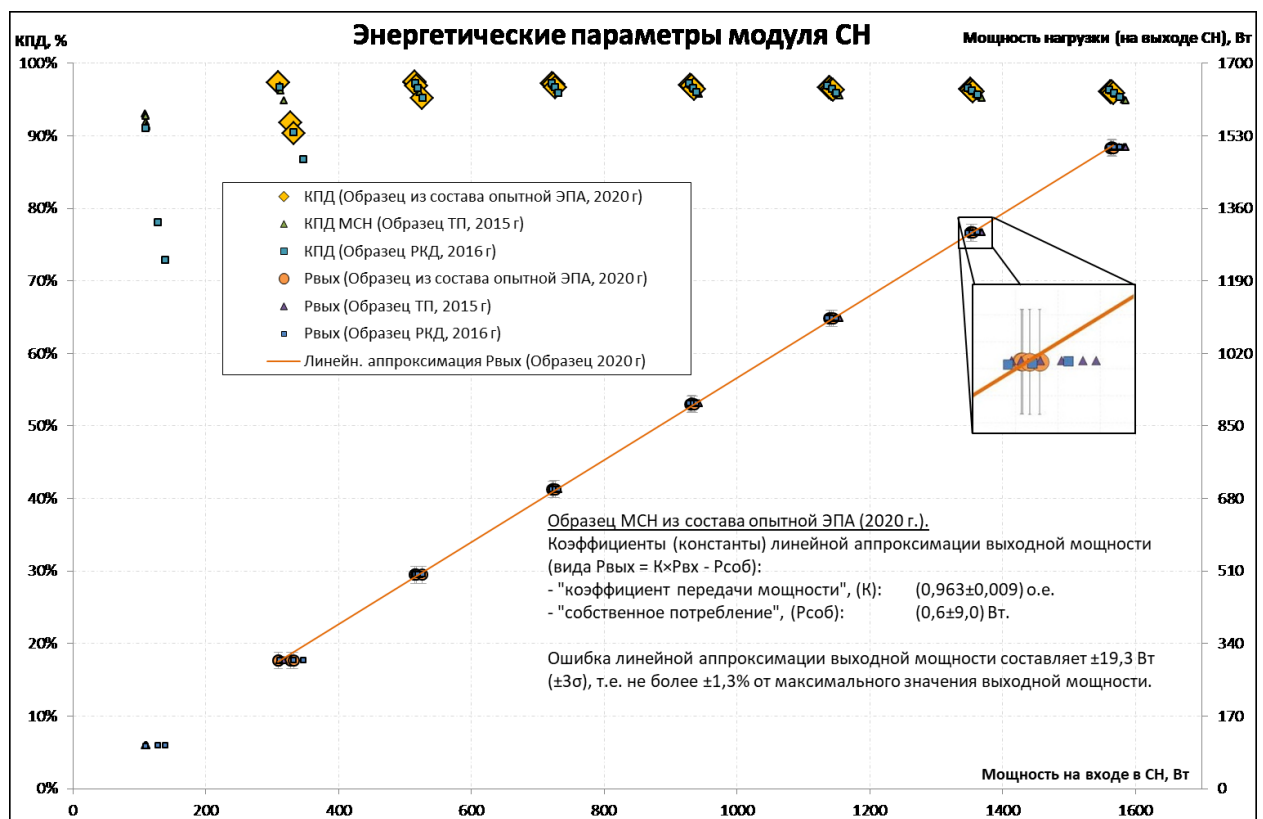 Энергетические параметры модуля СН
КПД, %
Мощность нагрузки (на выходе СН), Вт
100%
1700
90%
1530
КПД (Образец из состава опытной ЭПА, 2020 г)
КПД МСН (Образец ТП, 2015 г)
КПД (Образец РКД, 2016 г)
Рвых (Образец из состава опытной ЭПА, 2020 г)
Рвых (Образец ТП, 2015 г)
Рвых (Образец РКД, 2016 г)
Линейн. аппроксимация Рвых (Образец 2020 г)
80%
1360
70%
1190
60%
1020
50%
850
40%
680
Образец МСН из состава опытной ЭПА (2020 г.).
Коэффициенты (константы) линейной аппроксимации выходной мощности
(вида Рвых = К×Рвх - Рсоб):
- "коэффициент передачи мощности", (К): (0,963±0,009) о.е.
- "собственное потребление", (Рсоб): (0,6±9,0) Вт.
30%
510
20%
340
Ошибка линейной аппроксимации выходной мощности составляет ±19,3 Вт
(±3σ), т.е. не более ±1,3% от максимального значения выходной мощности.
10%
170
Мощность на входе в СН, Вт
0%
0
0 200 400 600 800 1000 1200 1400 1600